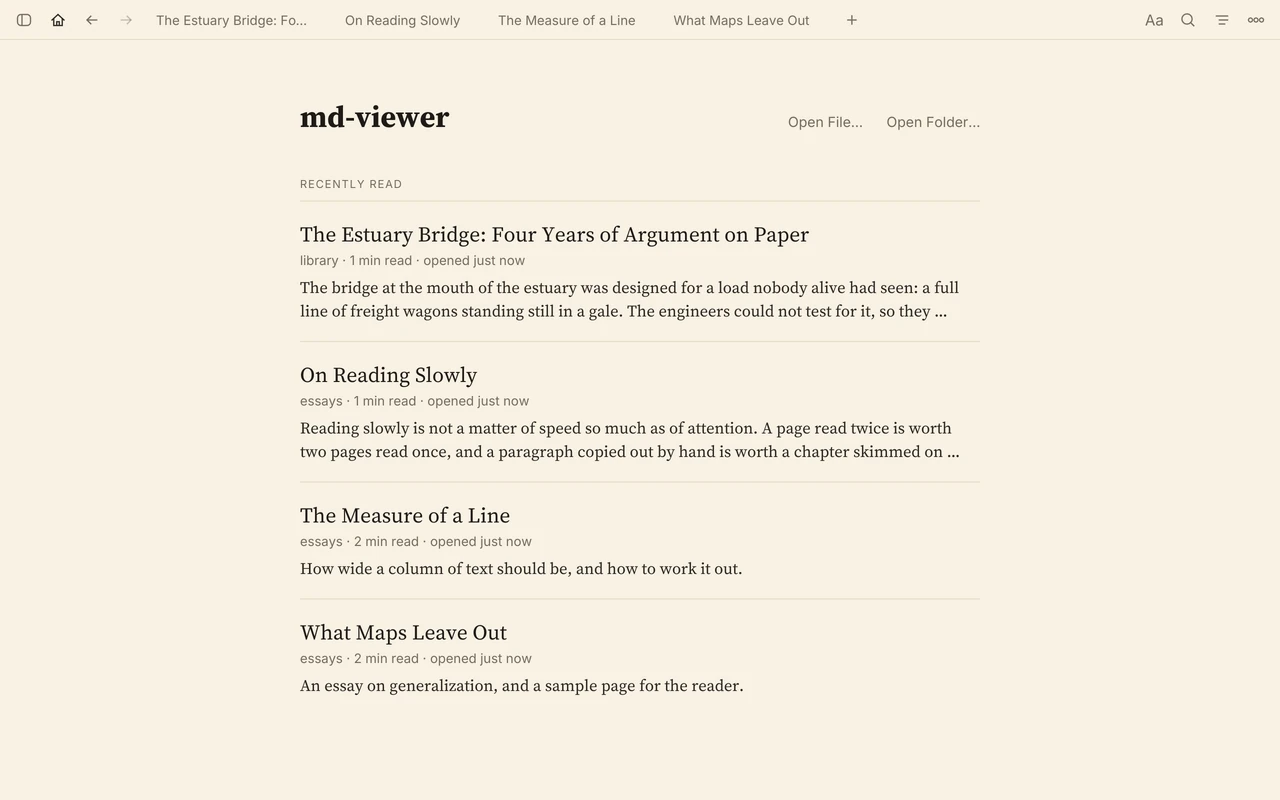 The Estuary Bridge: Fo... On Reading Slowly The Measure of a Line What Maps Leave Out + Aa
md-viewer Open File... Open Folder...
RECENTLY READ
The Estuary Bridge: Four Years of Argument on Paper
library · 1 min read · opened just now
The bridge at the mouth of the estuary was designed for a load nobody alive had seen: a full
line of freight wagons standing still in a gale. The engineers could not test for it, so they ...
On Reading Slowly
essays · 1 min read · opened just now
Reading slowly is not a matter of speed so much as of attention. A page read twice is worth
two pages read once, and a paragraph copied out by hand is worth a chapter skimmed on ...
The Measure of a Line
essays · 2 min read · opened just now
How wide a column of text should be, and how to work it out.
What Maps Leave Out
essays · 2 min read · opened just now
An essay on generalization, and a sample page for the reader.